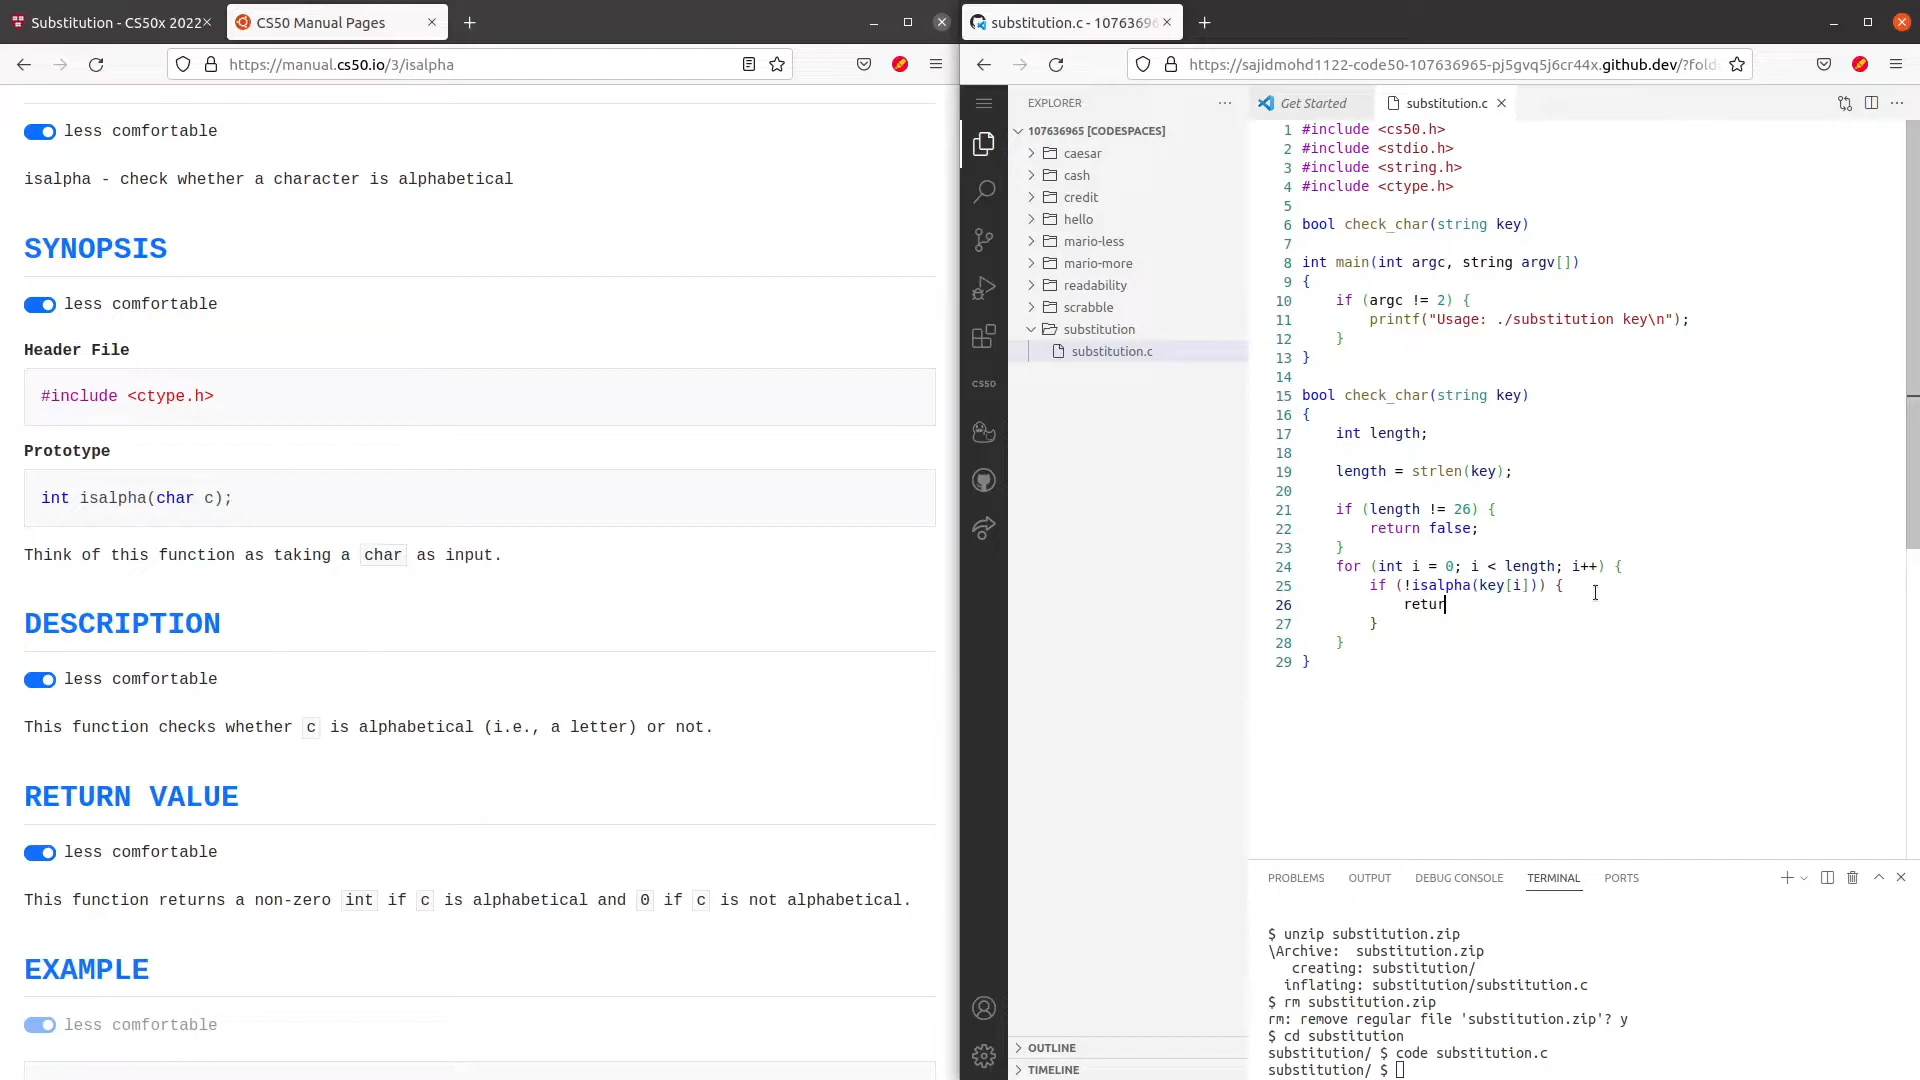 Substitution - CS50x 2022
CS50 Manual Pages
https://manual.cs50.io/3/isalpha
less comfortable
isalpha - check whether a character is alphabetical
SYNOPSIS
less comfortable
Header File
#include <ctype.h>
Prototype
int isalpha(char c);
Think of this function as taking a char as input.
DESCRIPTION
less comfortable
This function checks whether c is alphabetical (i.e., a letter) or not.
RETURN VALUE
less comfortable
This function returns a non-zero int if c is alphabetical and 0 if c is not alphabetical.
EXAMPLE
less comfortable
substitution.c - 10763696
https://sajidmohd1122-code50-107636965-pj5gvq5j6cr44x.github.dev/?fold
EXPLORER
107636965 [CODESPACES]
caesar
cash
credit
hello
mario-less
mario-more
readability
scrabble
substitution
substitution.c
CS50
OUTLINE
TIMELINE
Get Started
substitution.c
1 #include <cs50.h>
2 #include <stdio.h>
3 #include <string.h>
4 #include <ctype.h>
5
6 bool check_char(string key)
7
8 int main(int argc, string argv[])
9 {
10 if (argc != 2) {
11 printf("Usage: ./substitution key\n");
12 }
13 }
14
15 bool check_char(string key)
16 {
17 int length;
18
19 length = strlen(key);
20
21 if (length != 26) {
22 return false;
23 }
24 for (int i = 0; i < length; i++) {
25 if (!isalpha(key[i])) {
26 retur
27 }
28 }
29 }
PROBLEMS OUTPUT DEBUG CONSOLE TERMINAL PORTS
$ unzip substitution.zip
\Archive:  substitution.zip
creating: substitution/
inflating: substitution/substitution.c
$ rm substitution.zip
rm: remove regular file 'substitution.zip'? y
$ cd substitution
substitution/ $ code substitution.c
substitution/ $